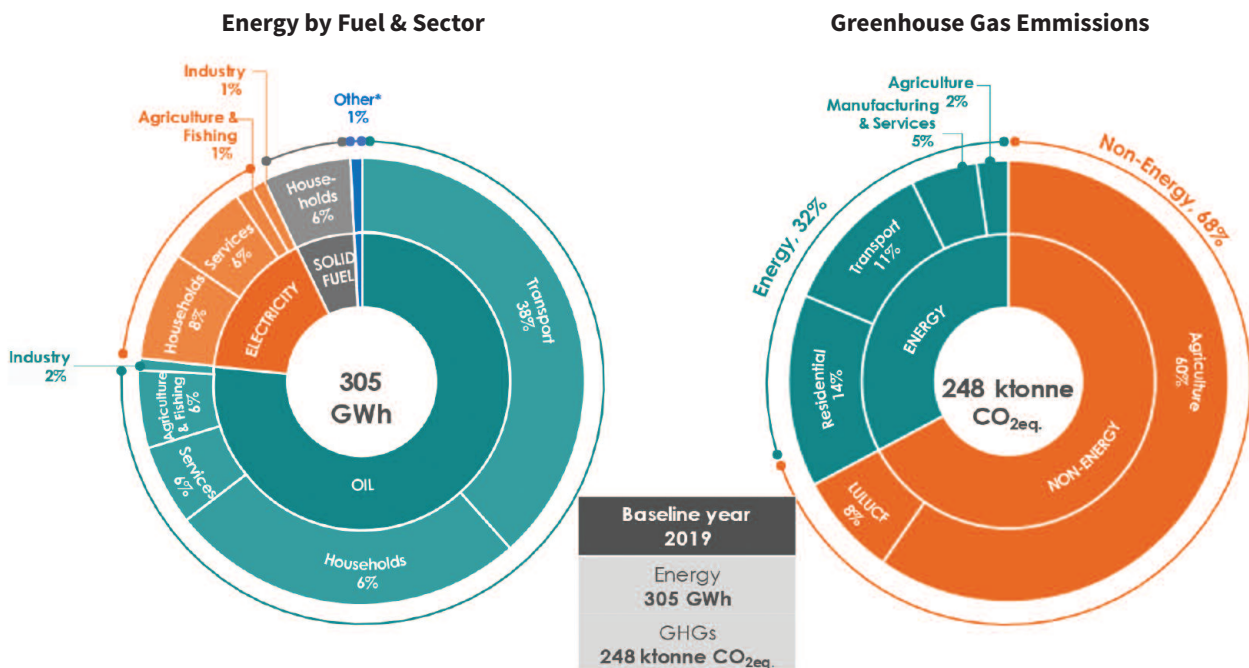 Energy by Fuel & Sector
Industry
1%
Agriculture &
Fishing
1%
Other*
1%
House-
holds
6%
SOLID
FUEL
Services
6%
Households
8%
ELECTRICITY
Industry
2%
Agriculture
& Fishing
6%
Services
6%
Households
6%
OIL
Transport
38%
305
GWh
Greenhouse Gas Emmissions
Agriculture
2%
Manufacturing
& Services
5%
Energy, 32%
Non-Energy, 68%
Transport
11%
Residential
14%
ENERGY
LULUCF
8%
NON-ENERGY
Agriculture
60%
248 ktonne
CO2eq.
Baseline year
2019
Energy
305 GWh
GHGs
248 ktonne CO2eq.